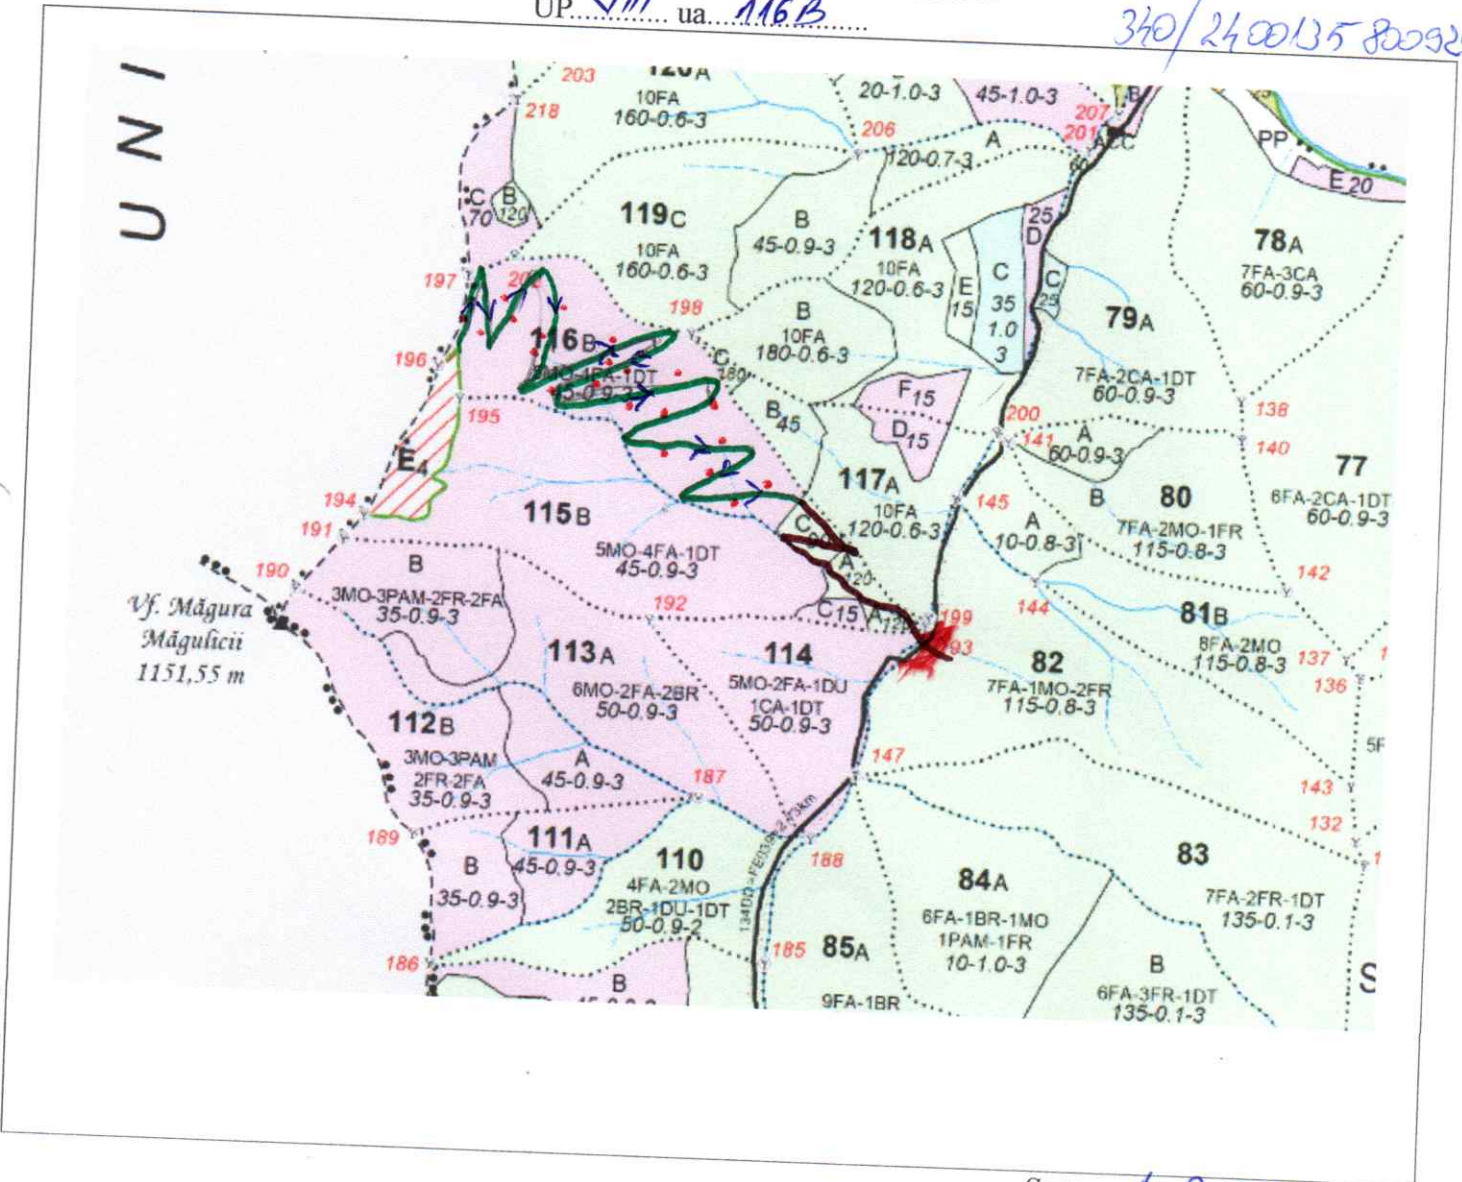 UP.... VIII .... ua.. 116B ....
340/2400135 80092
U N I
203
218
120A
10FA
160-0.6-3
20-1.0-3
45-1.0-3
B
207
201
206
A
120-0.7-3
ACC
60
PP
E 20
C
70
B
120
119C
10FA
160-0.6-3
B
45-0.9-3
118A
10FA
120-0.6-3
25
D
E
15
C
35
1.0
3
C
25
78A
7FA-3CA
60-0.9-3
197
198
B
10FA
180-0.6-3
79A
7FA-2CA-1DT
60-0.9-3
196
116B
5MO-4FA-1DT
C
180
F15
D15
B45
195
200
141
A
60-0.9-3
138
140
77
6FA-2CA-1DT
60-0.9-3
E4
117A
10FA
120-0.6-3
145
B
80
7FA-2MO-1FR
115-0.8-3
A
10-0.8-3
194
191
115B
5MO-4FA-1DT
45-0.9-3
C
A
190
B
3MO-3PAM-2FR-2FA
35-0.9-3
142
144
81B
8FA-2MO
115-0.8-3
Vf. Măgura
Măgulicii
1151,55 m
192
C15
A
199
93
137
136
1
113A
6MO-2FA-2BR
50-0.9-3
114
5MO-2FA-1DU
1CA-1DT
50-0.9-3
82
7FA-1MO-2FR
115-0.8-3
112B
3MO-3PAM
2FR-2FA
35-0.9-3
A
45-0.9-3
187
147
5F
143
132
1
189
111A
45-0.9-3
B
35-0.9-3
110
4FA-2MO
2BR-1DU-1DT
50-0.9-2
188
84A
6FA-1BR-1MO
1PAM-1FR
10-1.0-3
83
7FA-2FR-1DT
135-0.1-3
186
B
185
85A
9FA-1BR
B
6FA-3FR-1DT
135-0.1-3
S